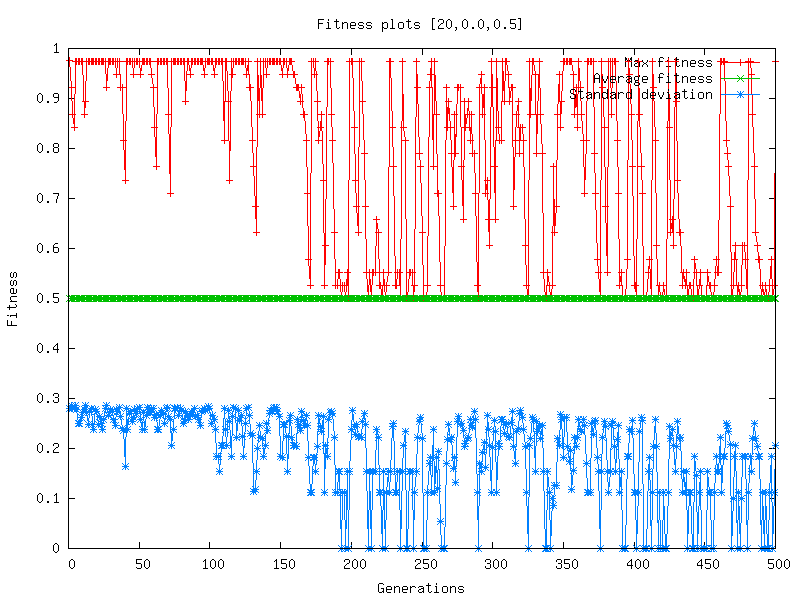 Fitness plots [20,0.0,0.5]
1
Max fitness
Average fitness
Standard deviation
0.9
0.8
0.7
0.6
0.5
0.4
0.3
0.2
0.1
0
Fitness
0 50 100 150 200 250 300 350 400 450 500
Generations